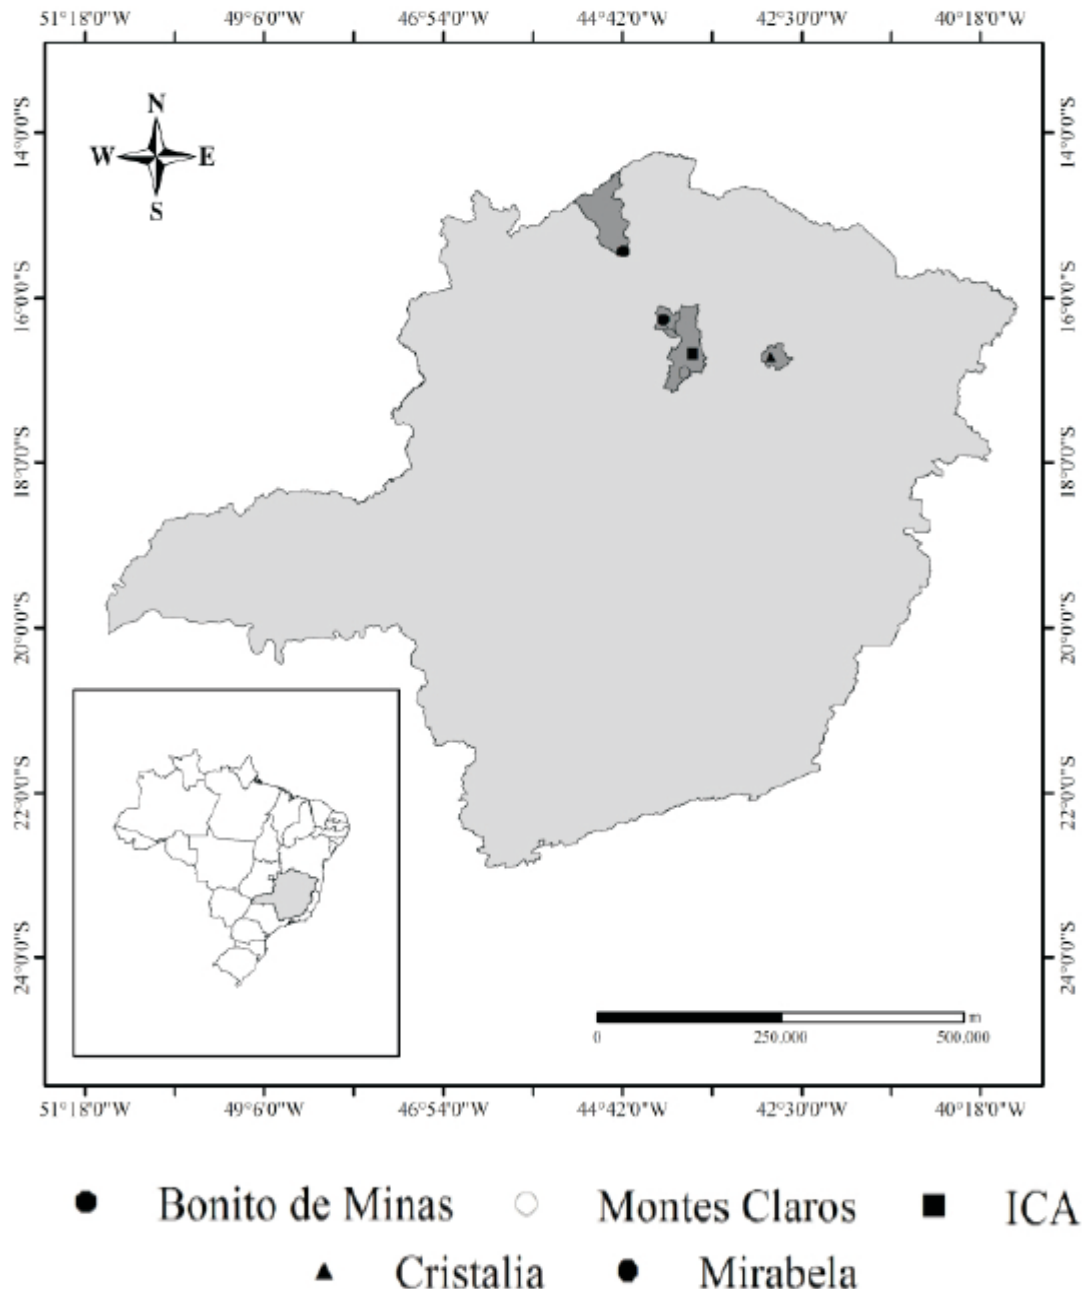 51°18'0"W 49°6'0"W 46°54'0"W 44°42'0"W 42°30'0"W 40°18'0"W
N
W E
S
14°0'0"S 14°0'0"S
16°0'0"S 16°0'0"S
18°0'0"S 18°0'0"S
20°0'0"S 20°0'0"S
22°0'0"S 22°0'0"S
24°0'0"S 24°0'0"S
m
0 250.000 500.000
51°18'0"W 49°6'0"W 46°54'0"W 44°42'0"W 42°30'0"W 40°18'0"W
Bonito de Minas Montes Claros ICA
Cristalia Mirabela